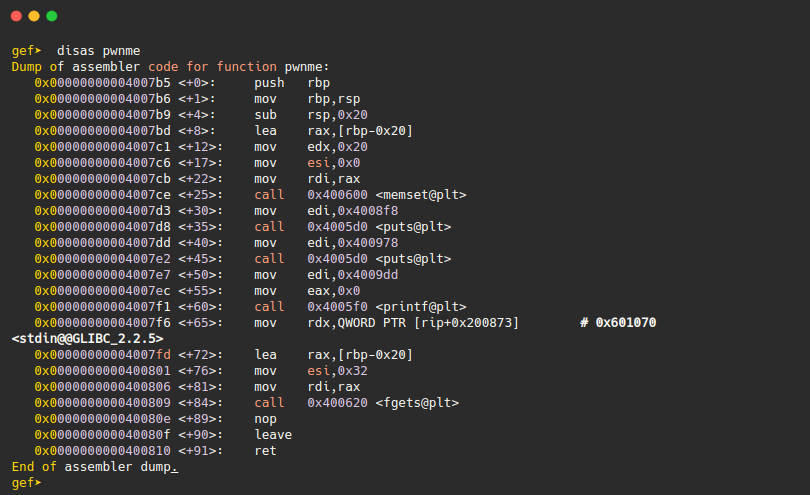 gef➤  disas pwnme
Dump of assembler code for function pwnme:
   0x00000000004007b5 <+0>:     push   rbp
   0x00000000004007b6 <+1>:     mov    rbp,rsp
   0x00000000004007b9 <+4>:     sub    rsp,0x20
   0x00000000004007bd <+8>:     lea    rax,[rbp-0x20]
   0x00000000004007c1 <+12>:    mov    edx,0x20
   0x00000000004007c6 <+17>:    mov    esi,0x0
   0x00000000004007cb <+22>:    mov    rdi,rax
   0x00000000004007ce <+25>:    call   0x400600 <memset@plt>
   0x00000000004007d3 <+30>:    mov    edi,0x4008f8
   0x00000000004007d8 <+35>:    call   0x4005d0 <puts@plt>
   0x00000000004007dd <+40>:    mov    edi,0x400978
   0x00000000004007e2 <+45>:    call   0x4005d0 <puts@plt>
   0x00000000004007e7 <+50>:    mov    edi,0x4009dd
   0x00000000004007ec <+55>:    mov    eax,0x0
   0x00000000004007f1 <+60>:    call   0x4005f0 <printf@plt>
   0x00000000004007f6 <+65>:    mov    rdx,QWORD PTR [rip+0x200873]        # 0x601070
<stdin@@GLIBC_2.2.5>
   0x00000000004007fd <+72>:    lea    rax,[rbp-0x20]
   0x0000000000400801 <+76>:    mov    esi,0x32
   0x0000000000400806 <+81>:    mov    rdi,rax
   0x0000000000400809 <+84>:    call   0x400620 <fgets@plt>
   0x000000000040080e <+89>:    nop
   0x000000000040080f <+90>:    leave
   0x0000000000400810 <+91>:    ret
End of assembler dump.
gef➤